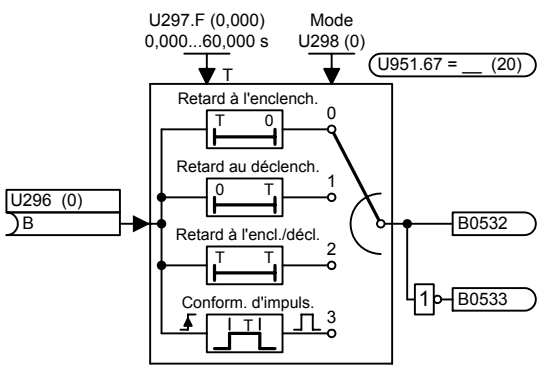 U297.F (0,000)
0,000...60,000 s
Mode
U298 (0)
U951.67 = __ (20)
T
Retard à l'enclench.
T 0
0
Retard au déclench.
0 T
1
U296 (0)
B
Retard à l'encl./décl.
T T
2
B0532
Conform. d'impuls.
T
3
1
B0533